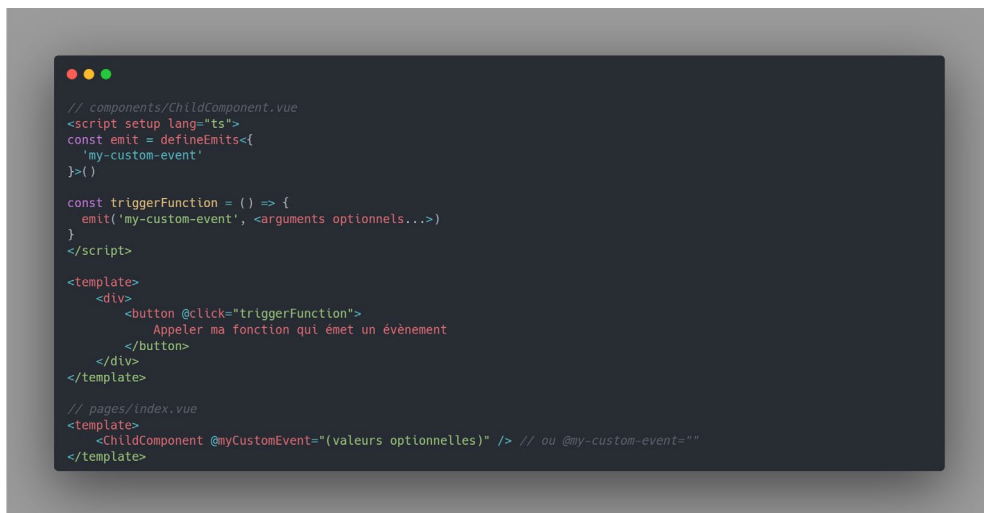 // components/ChildComponent.vue
<script setup lang="ts">
const emit = defineEmits<{
  'my-custom-event'
}>()

const triggerFunction = () => {
  emit('my-custom-event', <arguments optionnels...>)
}
</script>

<template>
    <div>
        <button @click="triggerFunction">
            Appeler ma fonction qui émet un évènement
        </button>
    </div>
</template>

// pages/index.vue
<template>
    <ChildComponent @myCustomEvent="(valeurs optionnelles)" /> // ou @my-custom-event=""
</template>